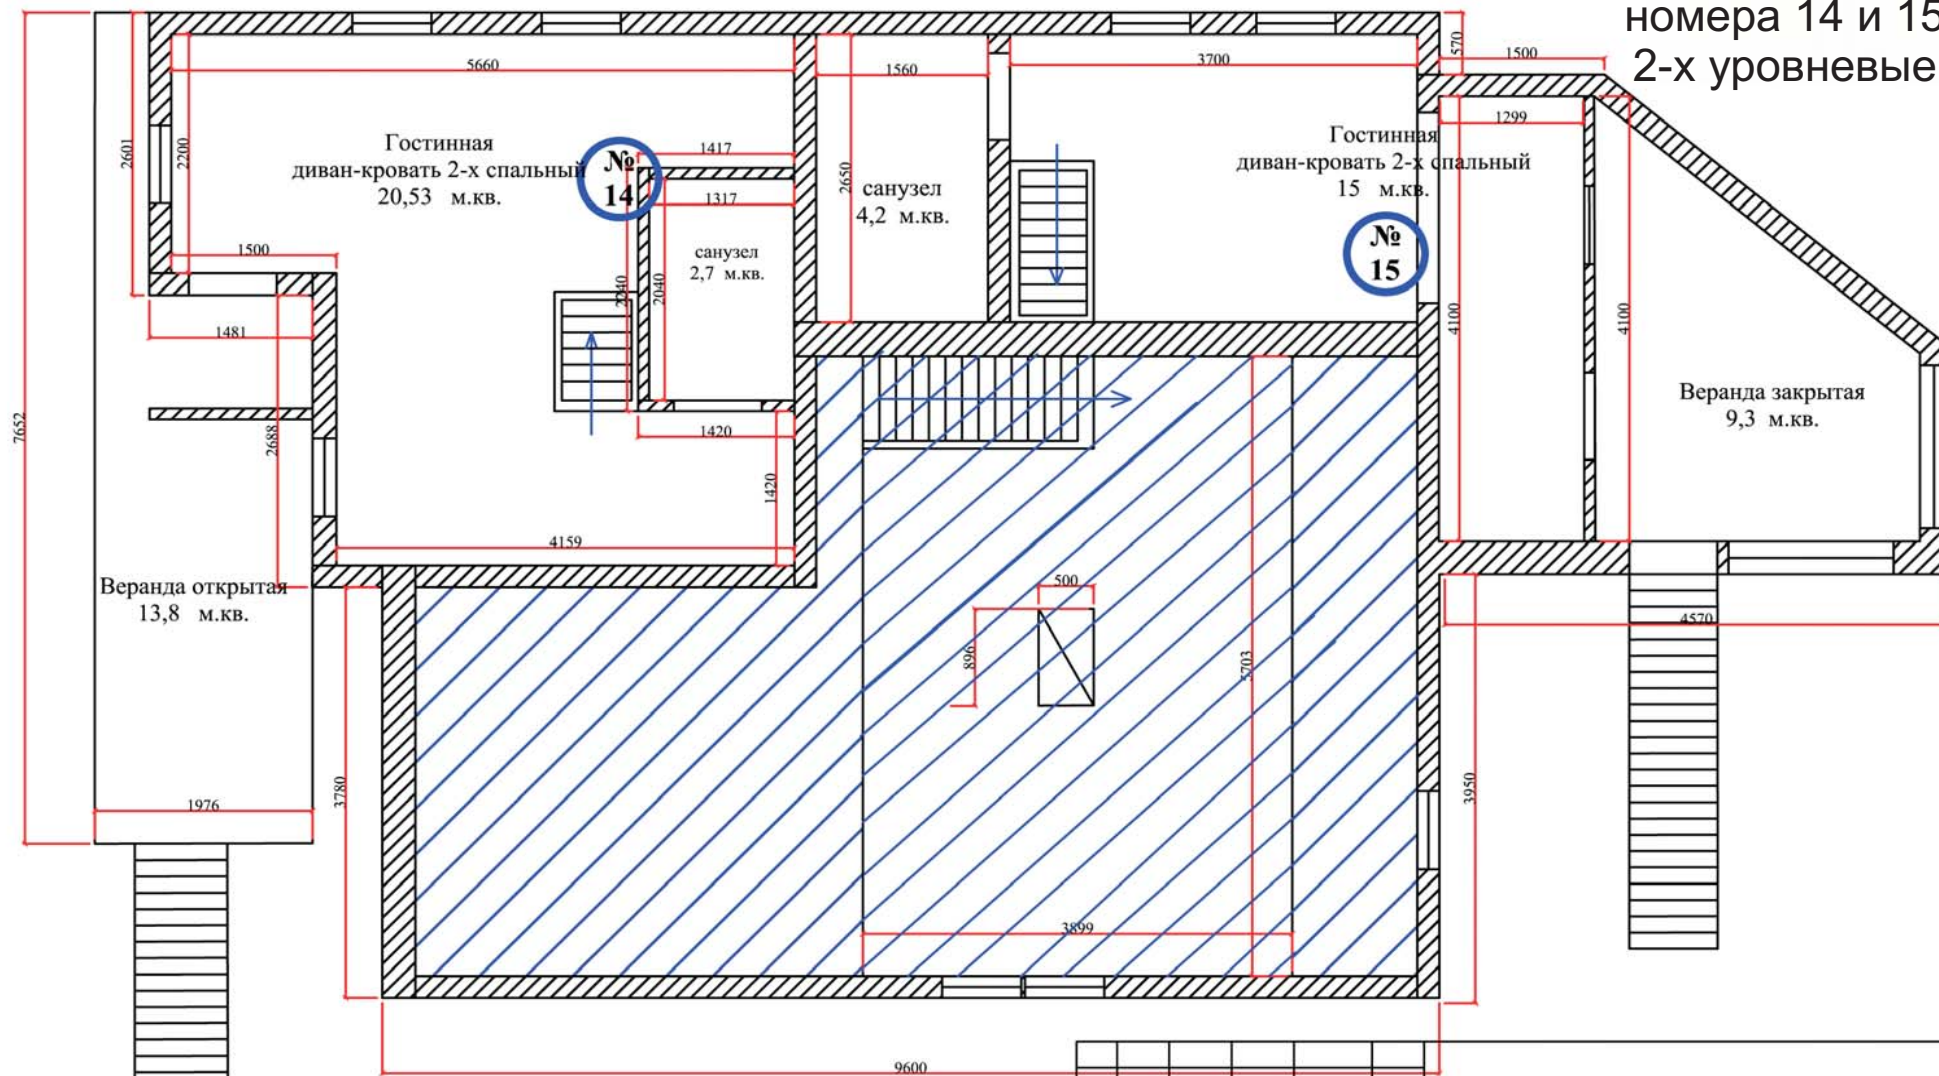 номера 14 и 15
2-х уровневые
570
1500
5660
1560
3700
1299
2601
2200
Гостинная
диван-кровать 2-х спальный
20,53 м.кв.
№
14
1417
1317
2650
санузел
4,2 м.кв.
Гостинная
диван-кровать 2-х спальный
15 м.кв.
№
15
1500
санузел
2,7 м.кв.
2240
2040
4100
4100
1481
7652
2688
1420
1420
Веранда закрытая
9,3 м.кв.
4159
Веранда открытая
13,8 м.кв.
500
896
5703
4570
1976
3780
3950
3899
9600